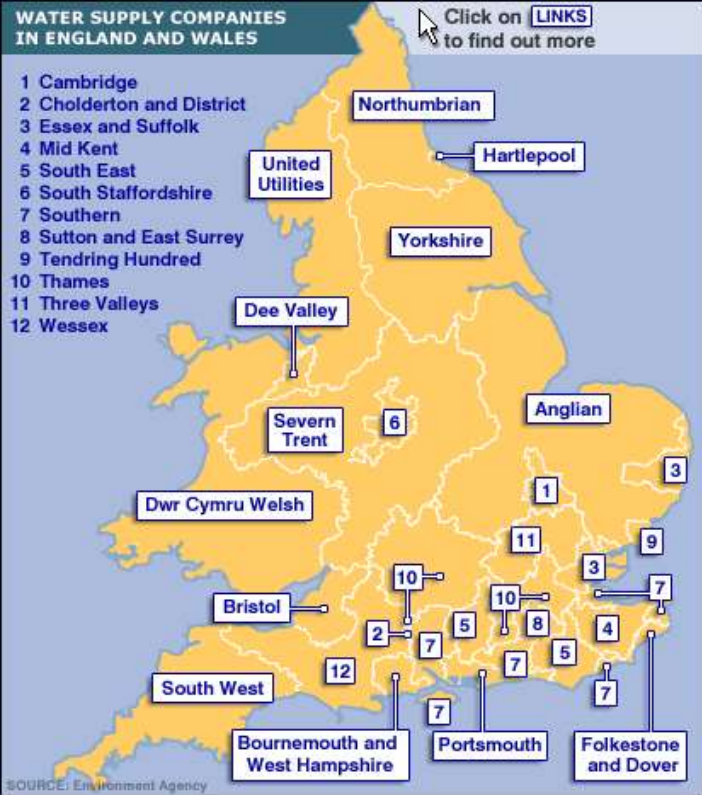 WATER SUPPLY COMPANIES
IN ENGLAND AND WALES
Click on LINKS
to find out more
1 Cambridge
2 Cholderton and District
3 Essex and Suffolk
4 Mid Kent
5 South East
6 South Staffordshire
7 Southern
8 Sutton and East Surrey
9 Tendring Hundred
10 Thames
11 Three Valleys
12 Wessex
Northumbrian
Hartlepool
United
Utilities
Yorkshire
Dee Valley
Anglian
Severn
Trent
6
3
1
Dwr Cymru Welsh
11
9
3
10
7
10
Bristol
2
7
5
8
4
5
7
12
South West
7
7
Bournemouth and
West Hampshire
Portsmouth
Folkestone
and Dover
SOURCE: Environment Agency